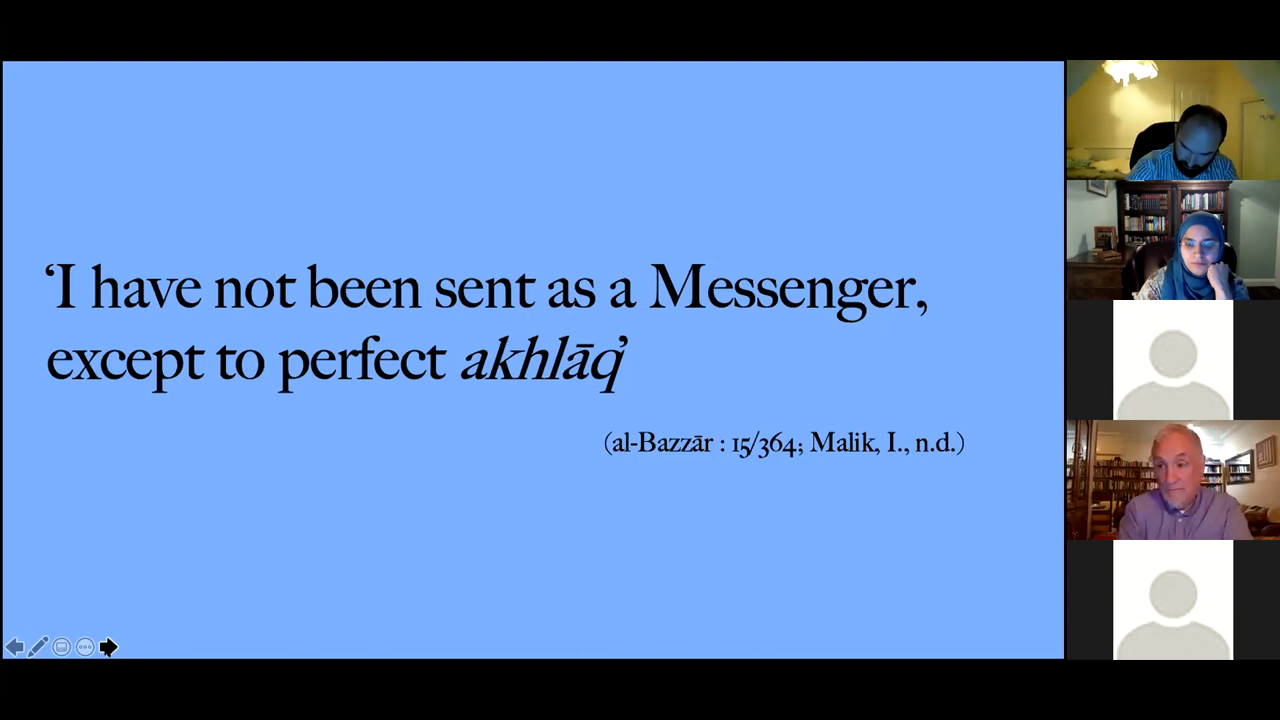 ‘I have not been sent as a Messenger,
except to perfect akhlāq’
(al-Bazzār : 15/364; Malik, I., n.d.)